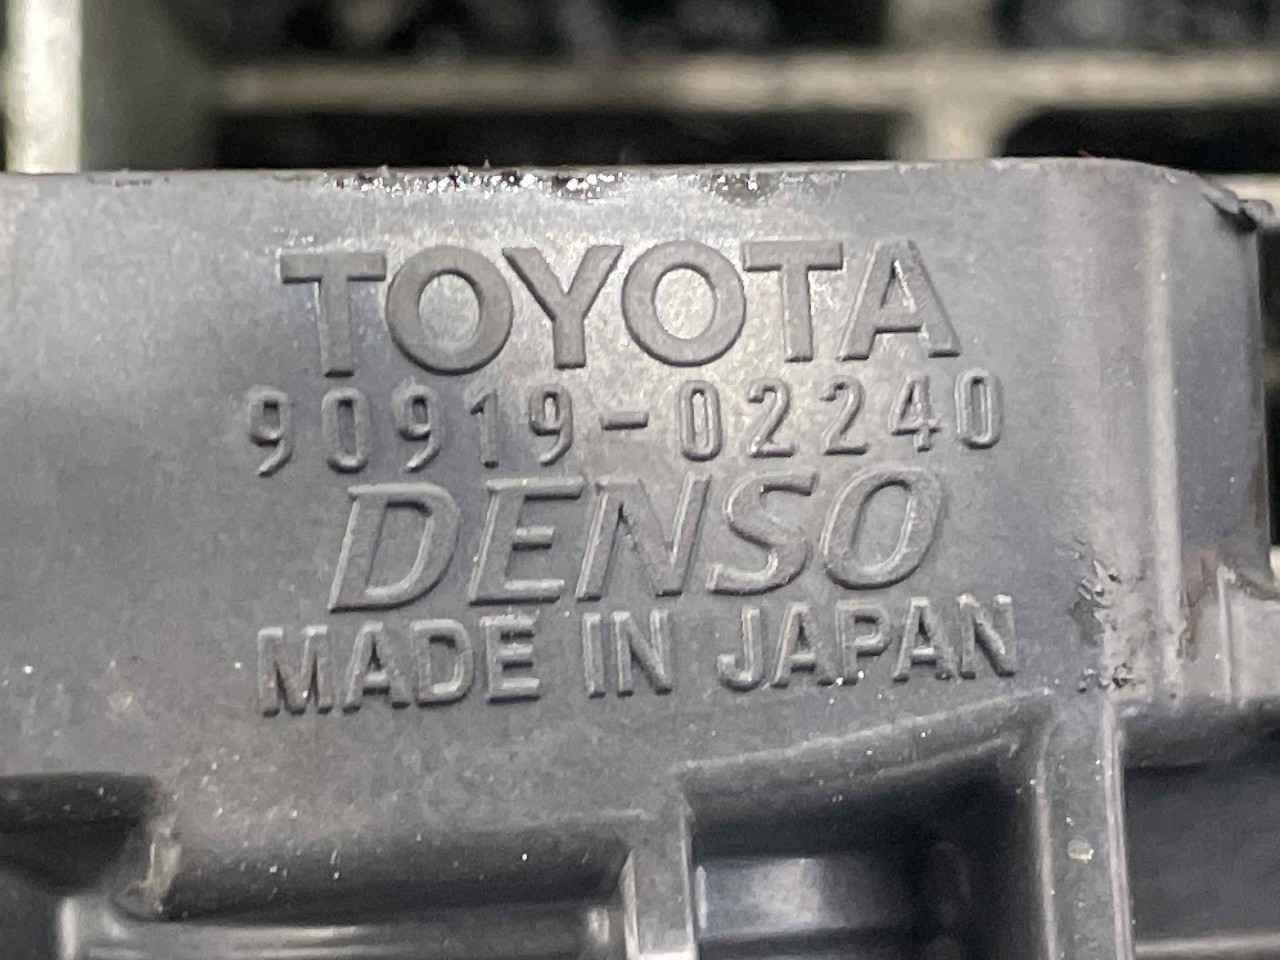 TOYOTA
90919-02240
DENSO
MADE IN JAPAN